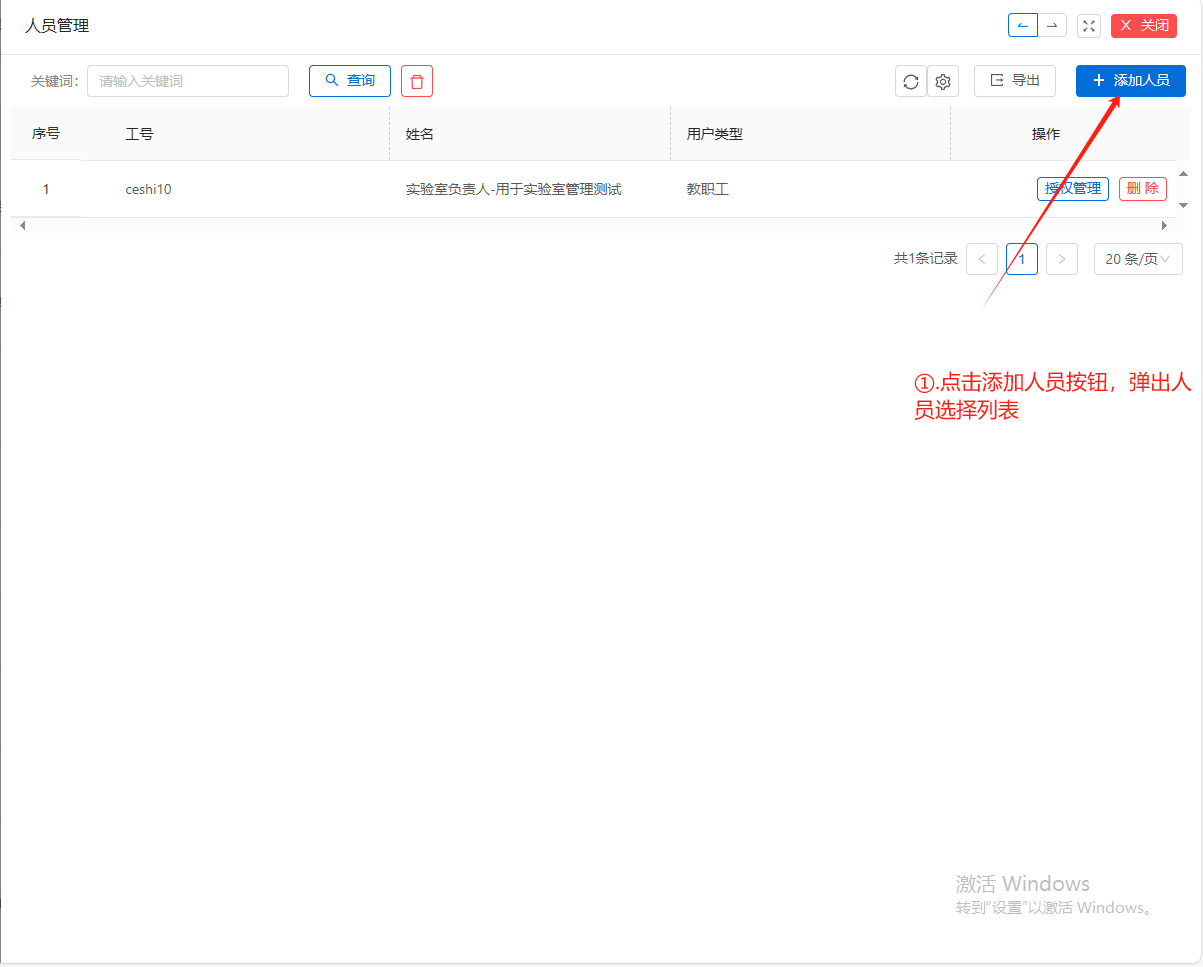 人员管理
关闭
关键词: 请输入关键词 查询 导出 添加人员
序号 工号 姓名 用户类型 操作
1 ceshi10 实验室负责人-用于实验室管理测试 教职工 授权管理 删 除
共1条记录 1 20 条/页
①.点击添加人员按钮，弹出人
员选择列表
激活 Windows
转到"设置"以激活 Windows。